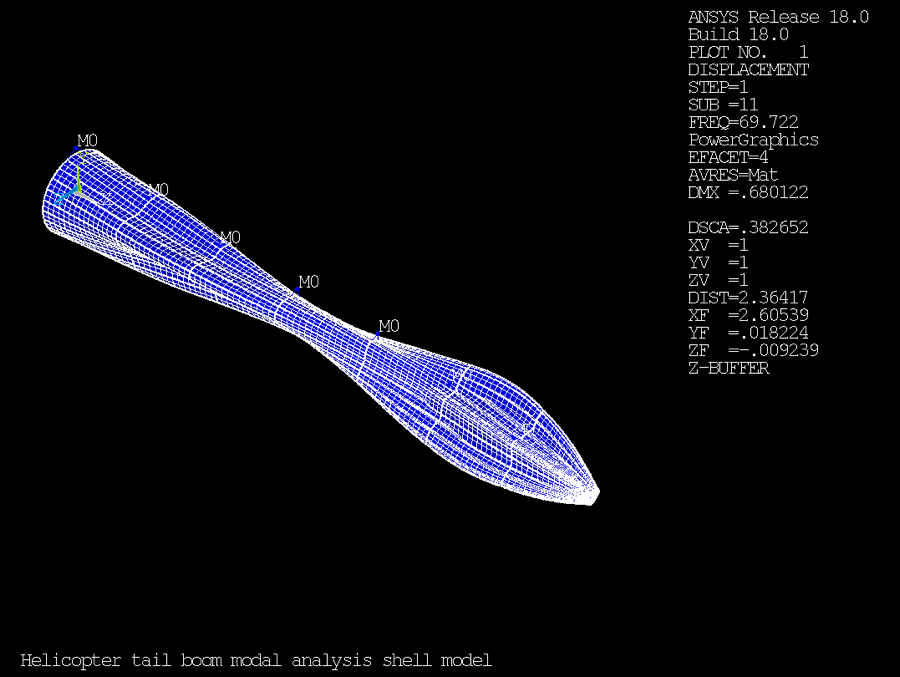 ANSYS Release 18.0
Build 18.0
PLOT NO. 1
DISPLACEMENT
STEP=1
SUB =11
FREQ=69.722
PowerGraphics
EFACET=4
AVRES=Mat
DMX =.680122
DSCA=.382652
XV =1
YV =1
ZV =1
DIST=2.36417
XF =2.60539
YF =.018224
ZF =-.009239
Z-BUFFER
M0
M0
M0
M0
M0
Helicopter tail boom modal analysis shell model